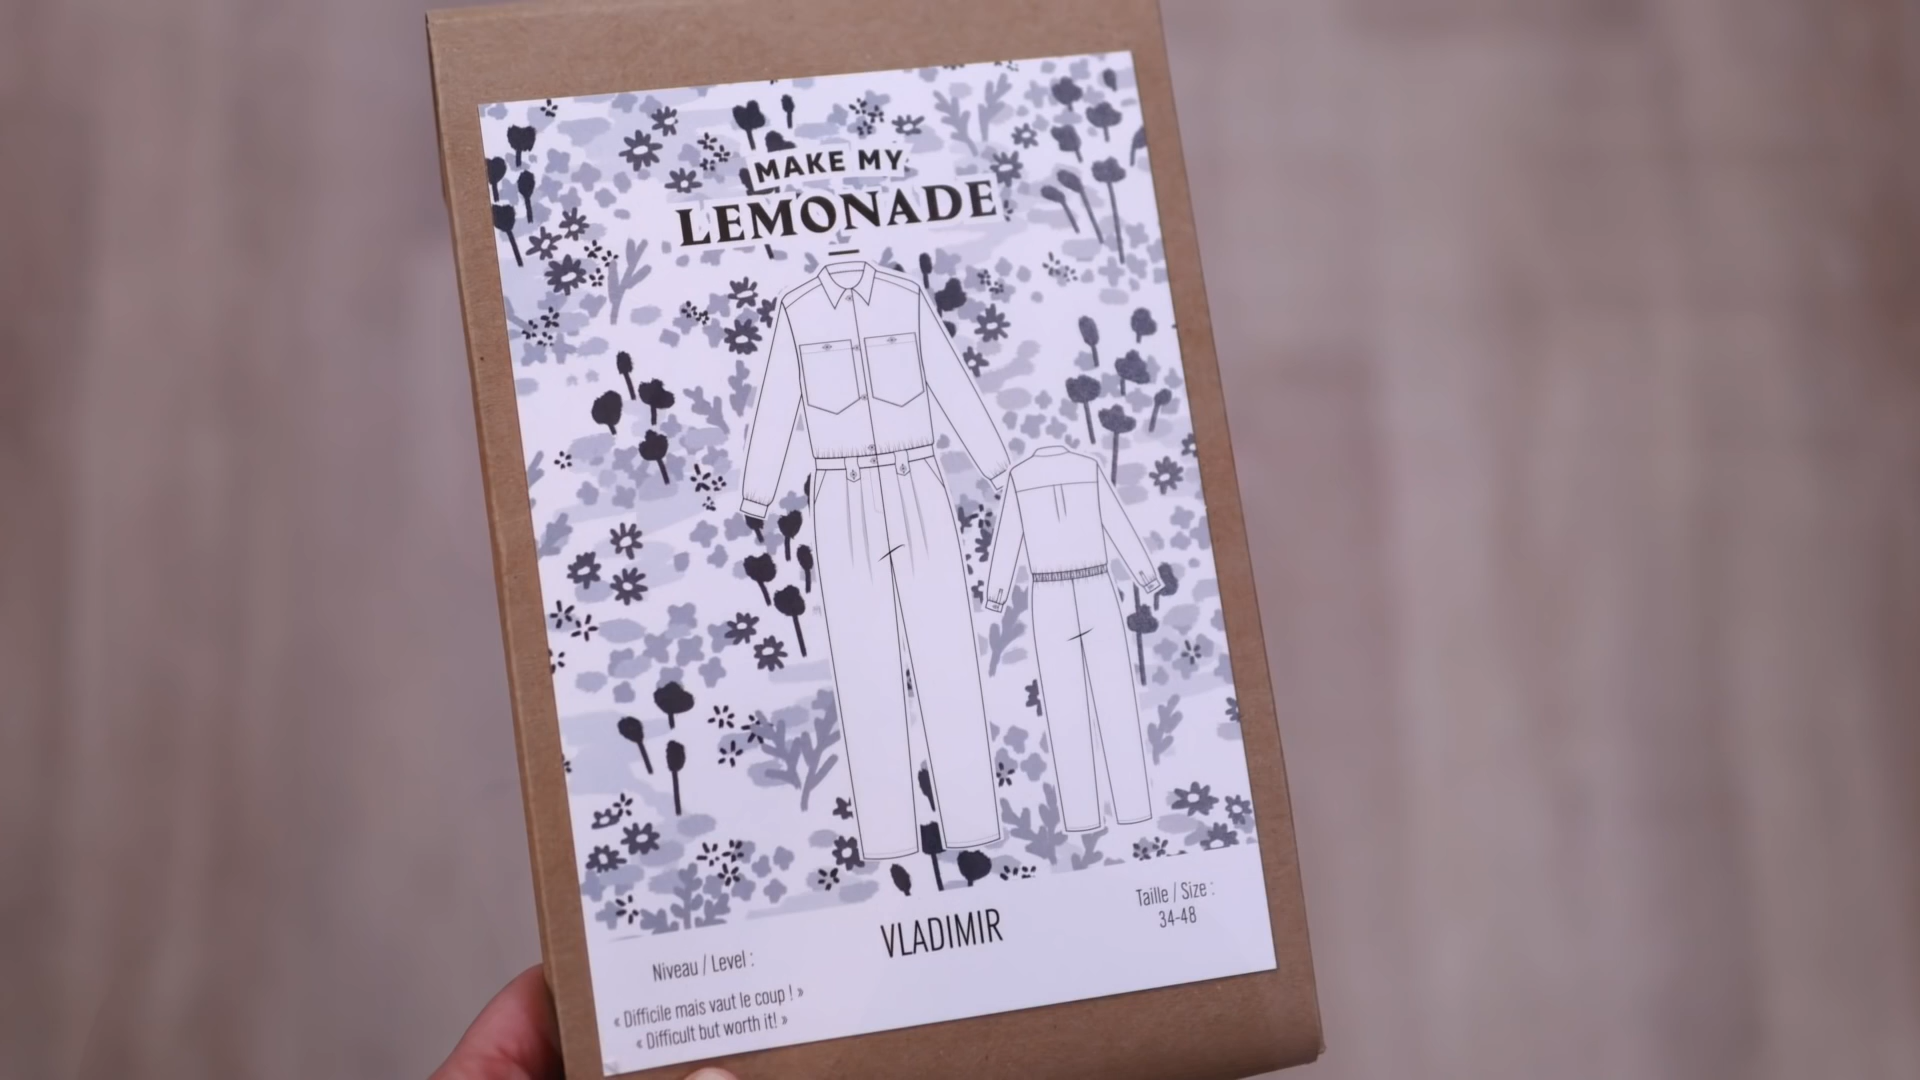 MAKE MY
LEMONADE
VLADIMIR
Taille / Size :
34-48
Niveau / Level :
« Difficile mais vaut le coup ! »
« Difficult but worth it! »